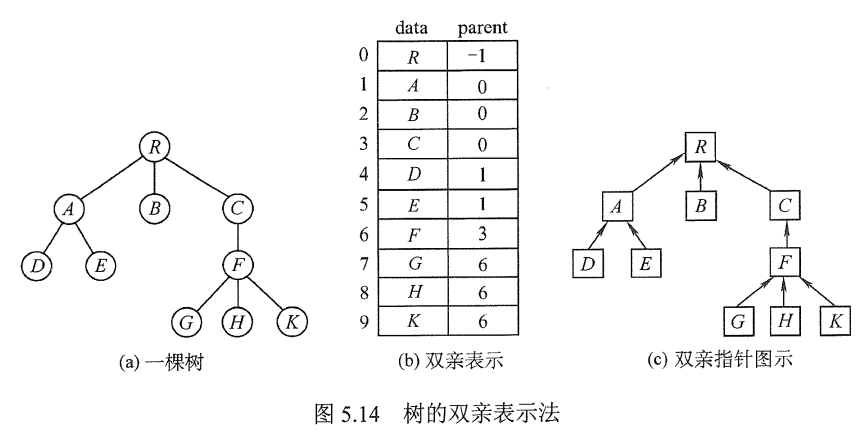 data parent
0 R -1
1 A 0
2 B 0
3 C 0
4 D 1
5 E 1
6 F 3
7 G 6
8 H 6
9 K 6
R
A B C
D E F
G H K
R
A B C
D E F
G H K
(a) 一棵树
(b) 双亲表示
(c) 双亲指针图示
图 5.14 树的双亲表示法